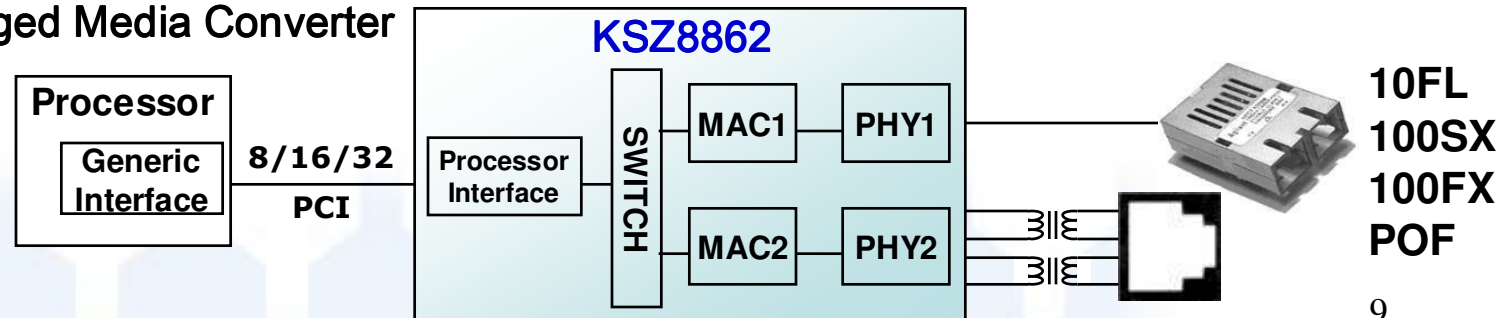 ged Media Converter
KSZ8862
Processor
Generic
Interface
8/16/32
PCI
Processor
Interface
SWITCH
MAC1
PHY1
MAC2
PHY2
10FL
100SX
100FX
POF
9